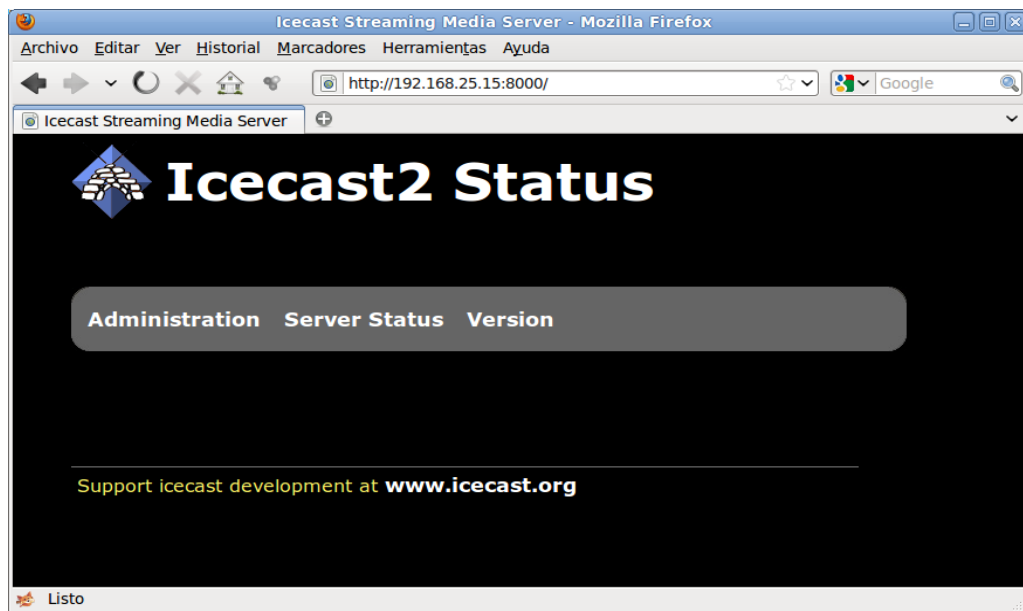 Icecast Streaming Media Server - Mozilla Firefox
Archivo Editar Ver Historial Marcadores Herramientas Ayuda
http://192.168.25.15:8000/ Google
Icecast Streaming Media Server
Icecast2 Status
Administration Server Status Version
Support icecast development at www.icecast.org
Listo